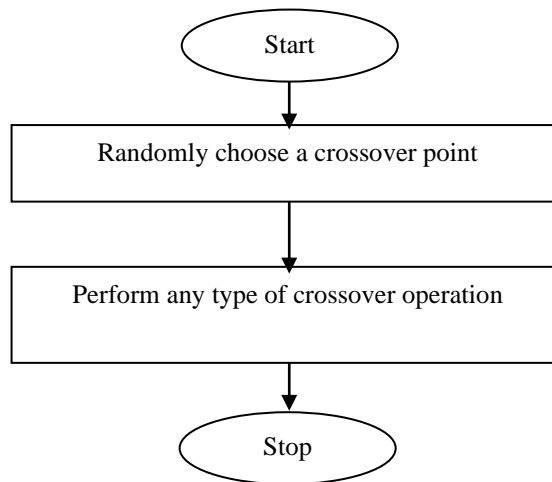 Start
Randomly choose a crossover point
Perform any type of crossover operation
Stop